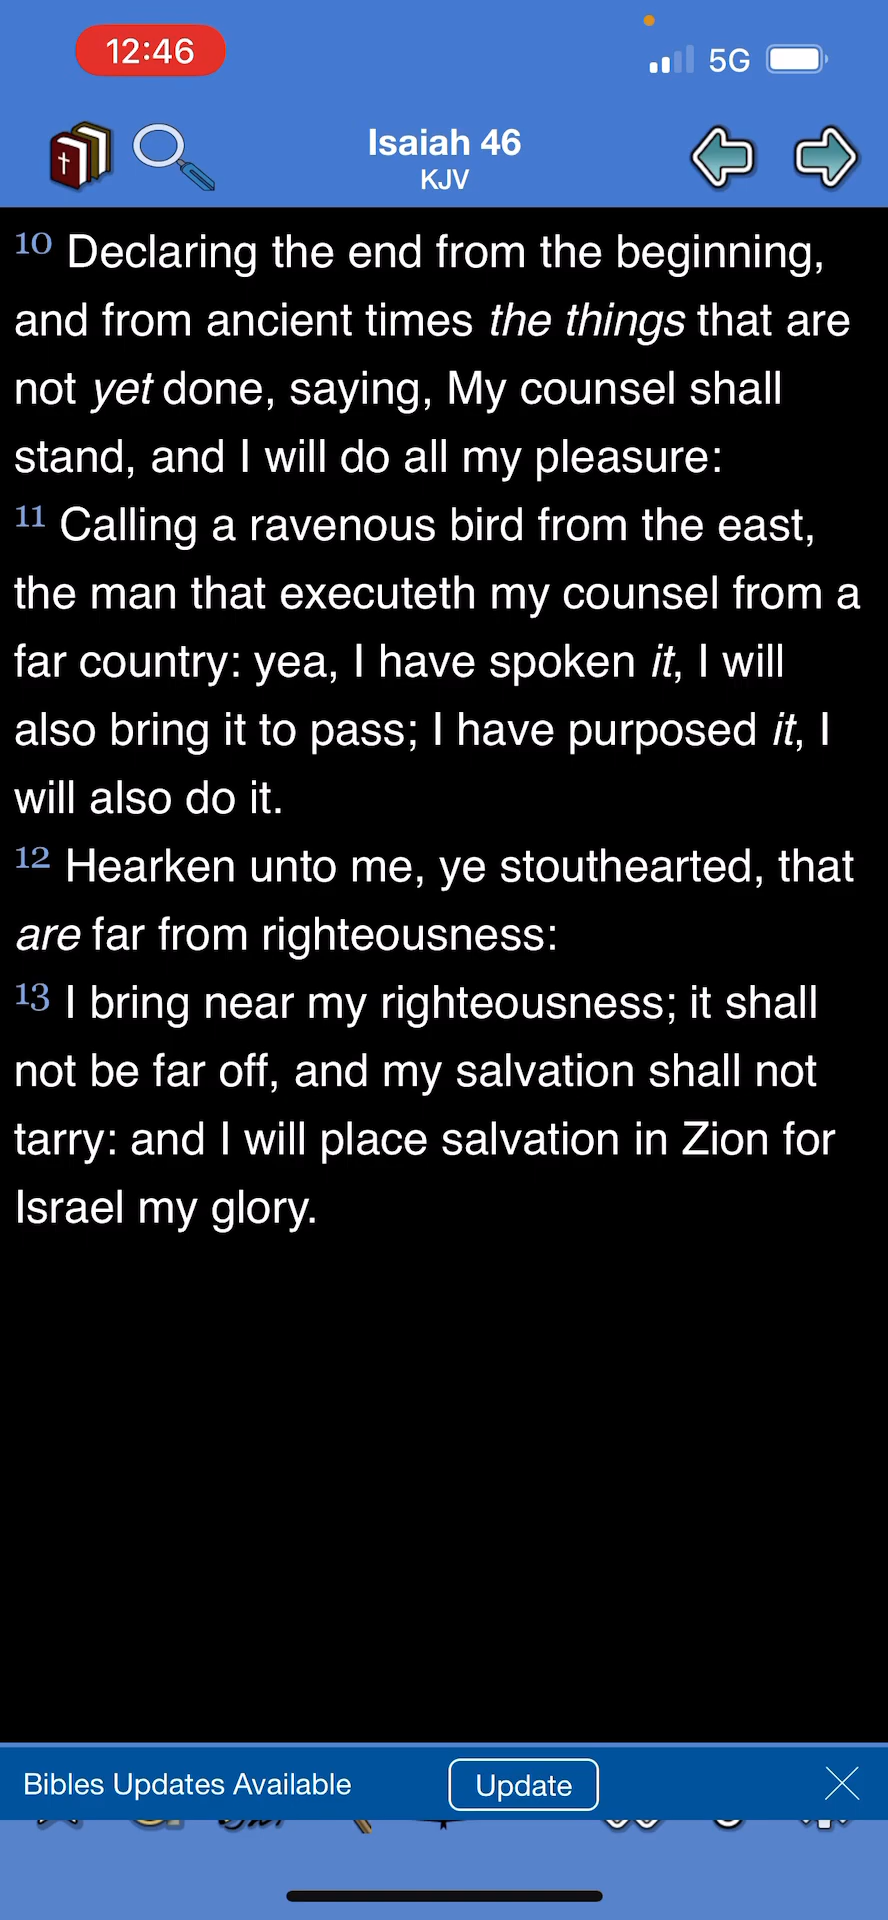 12:46
5G
Isaiah 46
KJV
10 Declaring the end from the beginning,
and from ancient times the things that are
not yet done, saying, My counsel shall
stand, and I will do all my pleasure:
11 Calling a ravenous bird from the east,
the man that executeth my counsel from a
far country: yea, I have spoken it, I will
also bring it to pass; I have purposed it, I
will also do it.
12 Hearken unto me, ye stouthearted, that
are far from righteousness:
13 I bring near my righteousness; it shall
not be far off, and my salvation shall not
tarry: and I will place salvation in Zion for
Israel my glory.
Bibles Updates Available
Update